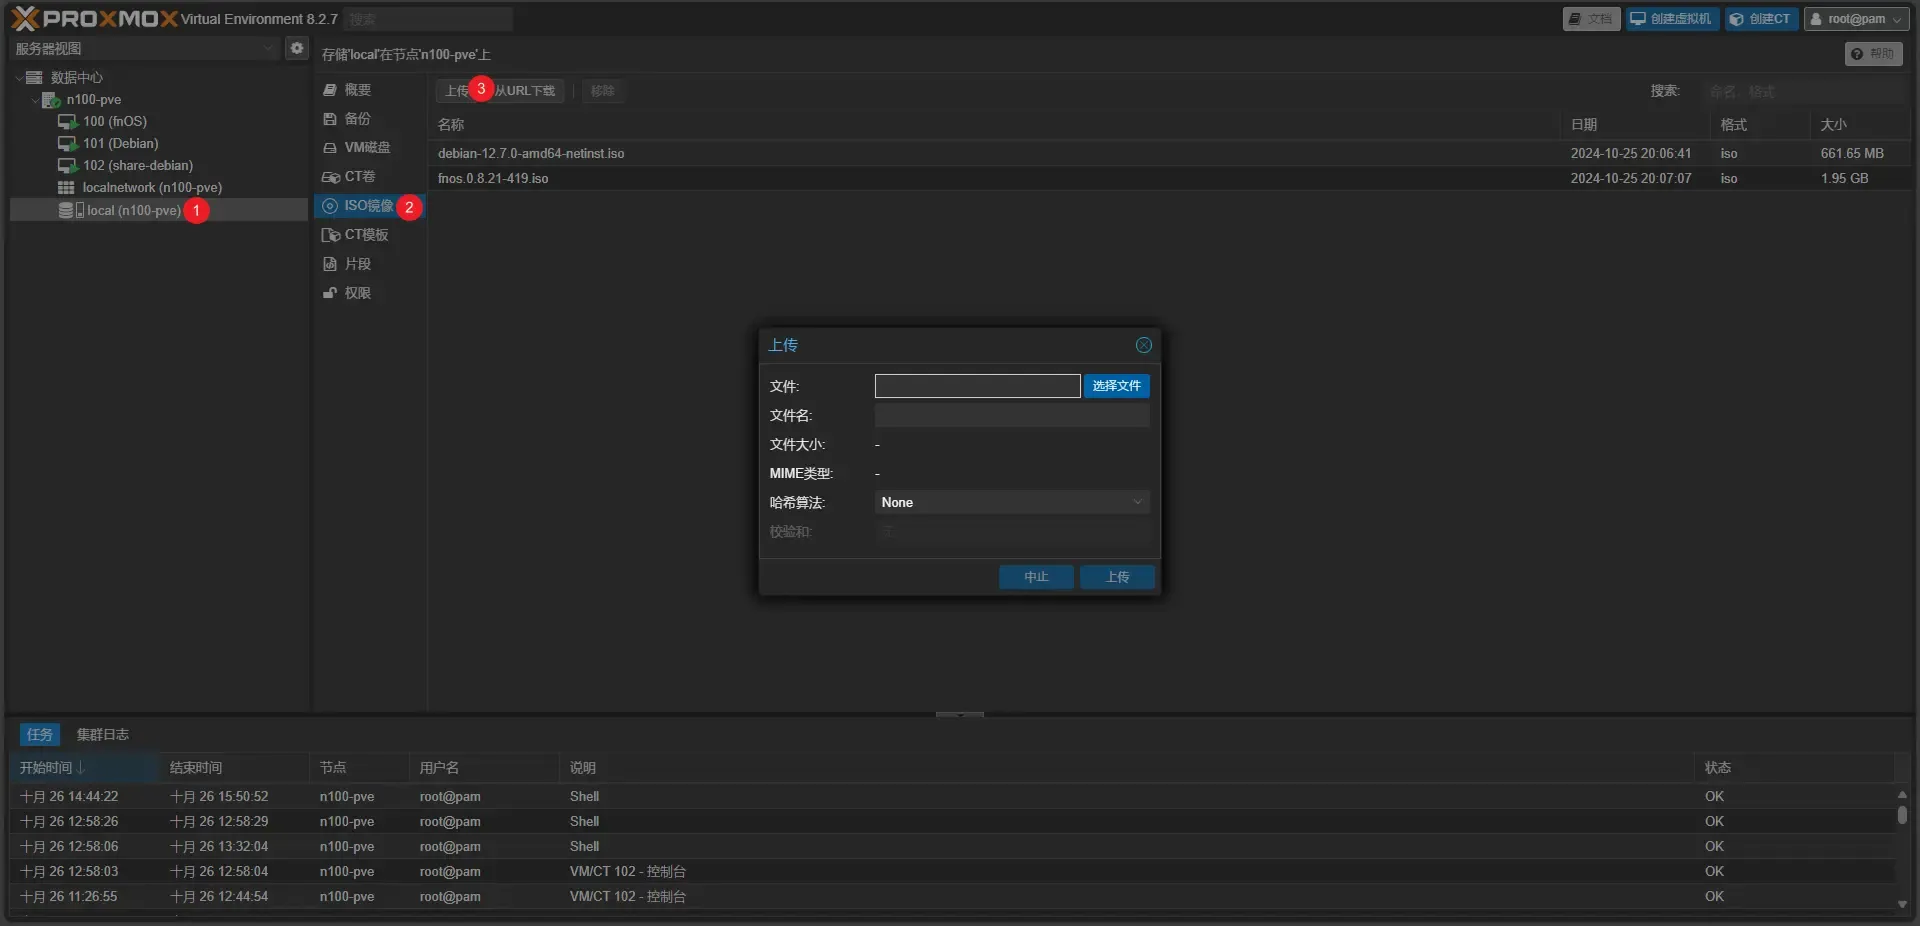 PROXMOX Virtual Environment 8.2.7 搜索 文档 创建虚拟机 创建CT root@pam
服务器视图
存储'local'在节点'n100-pve'上 帮助
数据中心
n100-pve
100 (fnOS)
101 (Debian)
102 (share-debian)
localnetwork (n100-pve)
local (n100-pve) 1
概要
备份
VM磁盘
CT卷
ISO镜像 2
CT模板
片段
权限
上传 3 从URL下载 移除 搜索: 命名，格式
名称 日期 格式 大小
debian-12.7.0-amd64-netinst.iso 2024-10-25 20:06:41 iso 661.65 MB
fnos.0.8.21-419.iso 2024-10-25 20:07:07 iso 1.95 GB
上传
文件: 选择文件
文件名:
文件大小: -
MIME类型: -
哈希算法: None
校验和: 无
中止 上传
任务 集群日志
开始时间↓ 结束时间 节点 用户名 说明 状态
十月 26 14:44:22 十月 26 15:50:52 n100-pve root@pam Shell OK
十月 26 12:58:26 十月 26 12:58:29 n100-pve root@pam Shell OK
十月 26 12:58:06 十月 26 13:32:04 n100-pve root@pam Shell OK
十月 26 12:58:03 十月 26 12:58:04 n100-pve root@pam VM/CT 102 - 控制台 OK
十月 26 11:26:55 十月 26 12:44:54 n100-pve root@pam VM/CT 102 - 控制台 OK